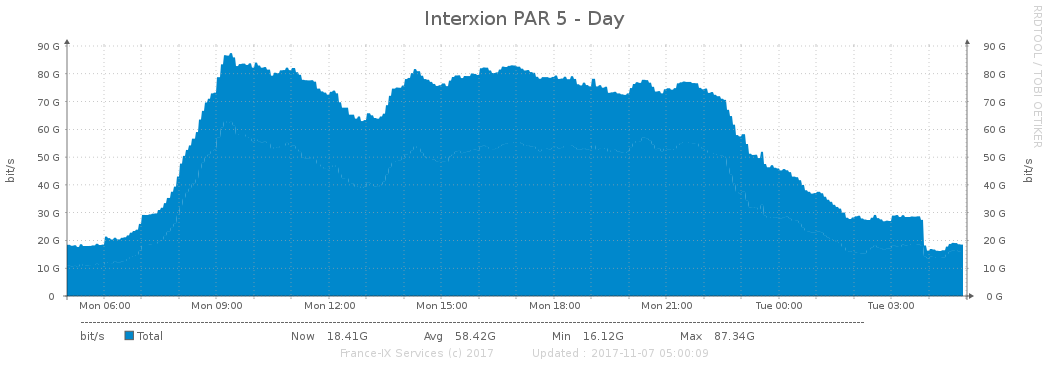 Interxion PAR 5 - Day
RRDTOOL / TOBI OETIKER
bit/s
90 G
80 G
70 G
60 G
50 G
40 G
30 G
20 G
10 G
0
90 G
80 G
70 G
60 G
50 G
40 G
30 G
20 G
10 G
0 G
bit/s
Mon 06:00 Mon 09:00 Mon 12:00 Mon 15:00 Mon 18:00 Mon 21:00 Tue 00:00 Tue 03:00
bit/s Total Now 18.41G Avg 58.42G Min 16.12G Max 87.34G
France-IX Services (c) 2017 Updated : 2017-11-07 05:00:09